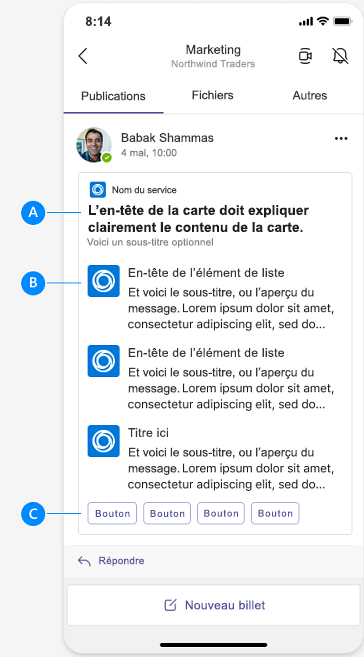 8:14
Marketing
Northwind Traders
Publications
Fichiers
Autres
Babak Shammas
4 mai, 10:00
Nom du service
A
L’en-tête de la carte doit expliquer
clairement le contenu de la carte.
Voici un sous-titre optionnel
B
En-tête de l’élément de liste
Et voici le sous-titre, ou l’aperçu du
message. Lorem ipsum dolor sit amet,
consectetur adipiscing elit, sed do...
En-tête de l’élément de liste
Et voici le sous-titre, ou l’aperçu du
message. Lorem ipsum dolor sit amet,
consectetur adipiscing elit, sed do...
Titre ici
Et voici le sous-titre, ou l’aperçu du
message. Lorem ipsum dolor sit amet,
consectetur adipiscing elit, sed do...
C
Bouton Bouton Bouton Bouton
Répondre
Nouveau billet